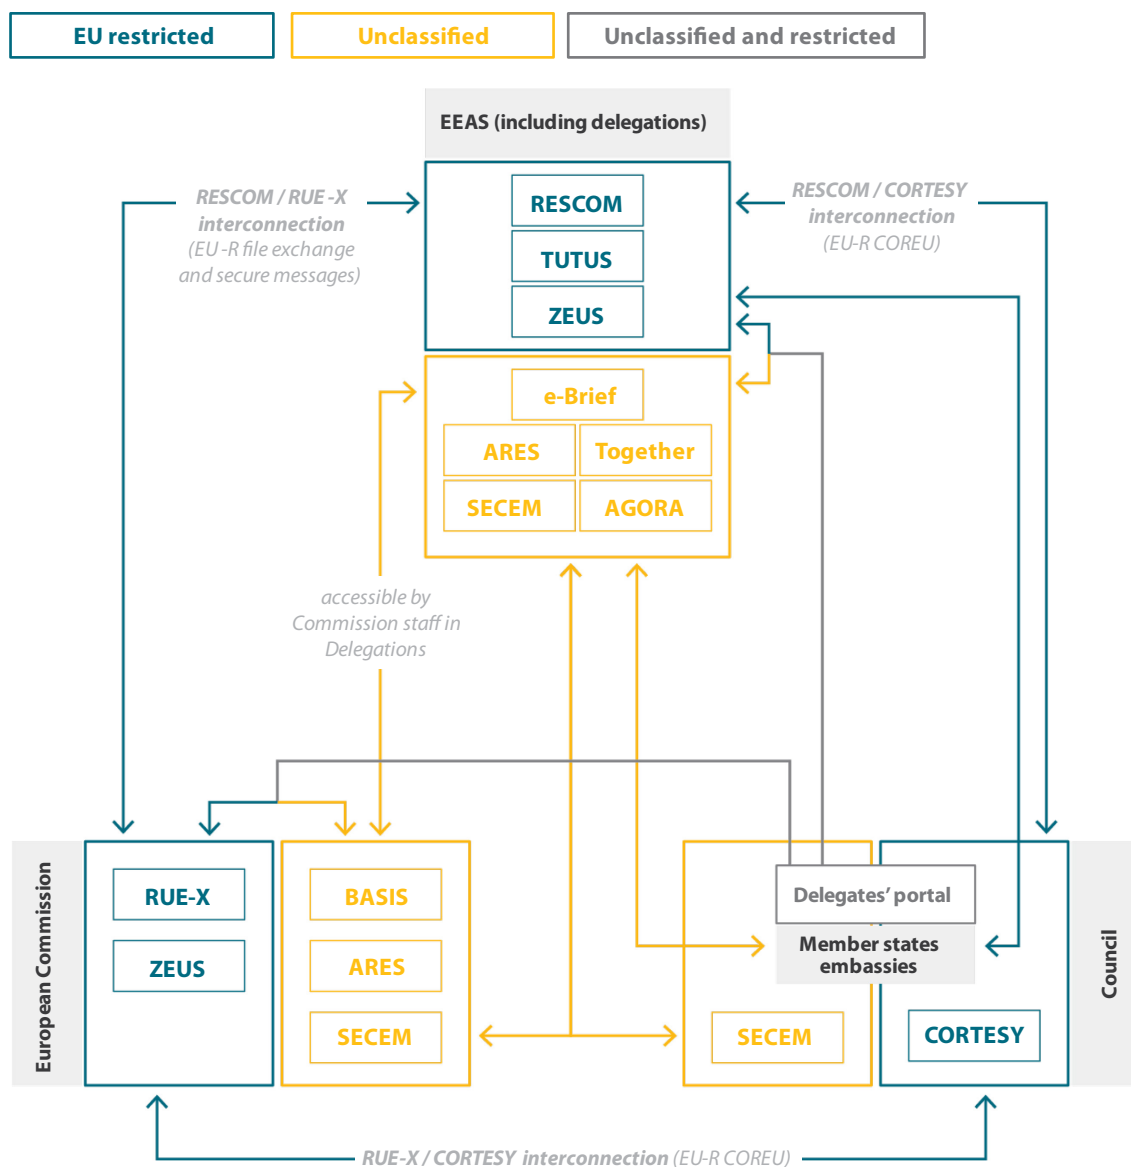 EU restricted
Unclassified
Unclassified and restricted
EEAS (including delegations)
RESCOM / RUE -X
interconnection
(EU -R file exchange
and secure messages)
RESCOM
TUTUS
ZEUS
RESCOM / CORTESY
interconnection
(EU-R COREU)
e-Brief
ARES
Together
SECEM
AGORA
accessible by
Commission staff in
Delegations
European Commission
RUE-X
ZEUS
BASIS
ARES
SECEM
Delegates’ portal
Member states
embassies
SECEM
CORTESY
Council
RUE-X / CORTESY interconnection (EU-R COREU)